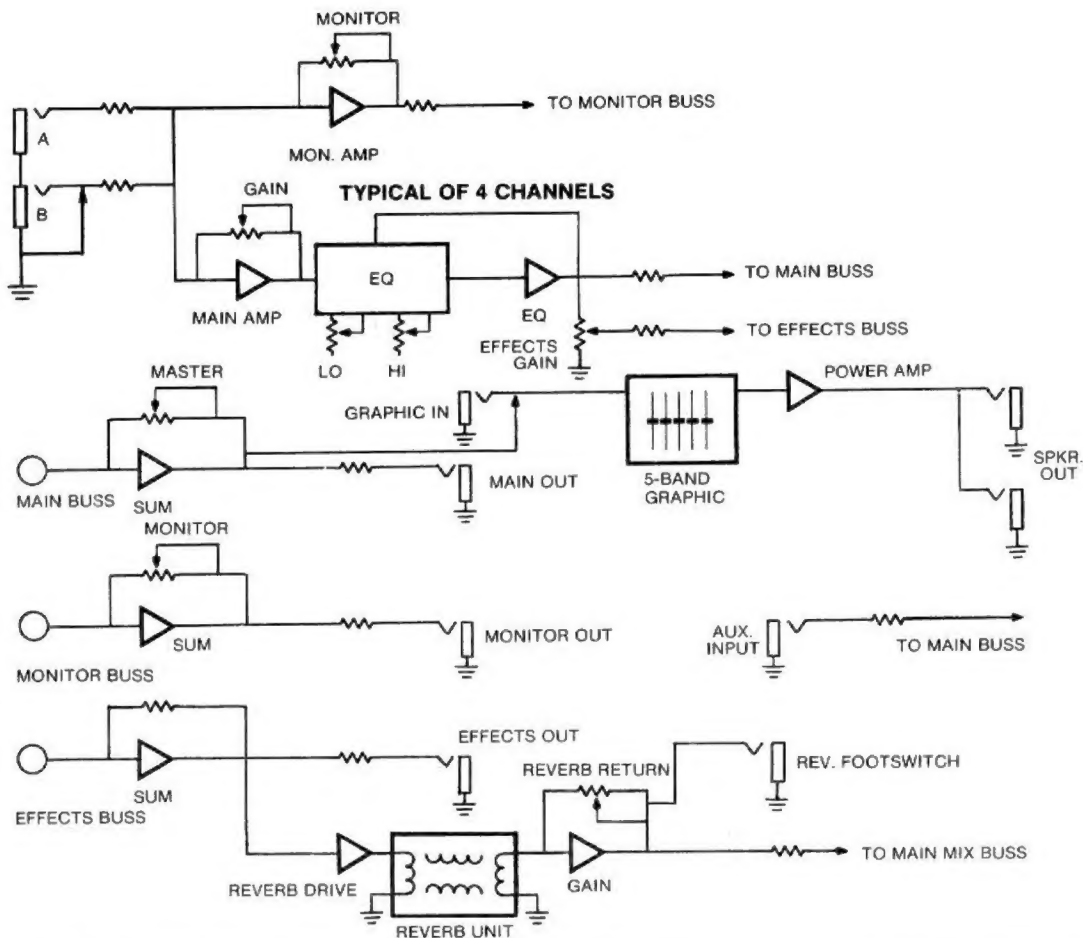 MONITOR
TO MONITOR BUSS
A
MON. AMP
TYPICAL OF 4 CHANNELS
GAIN
B
EQ
TO MAIN BUSS
MAIN AMP
EQ
LO
HI
EFFECTS
GAIN
TO EFFECTS BUSS
MASTER
GRAPHIC IN
POWER AMP
MAIN BUSS
SUM
MAIN OUT
5-BAND
GRAPHIC
SPKR.
OUT
MONITOR
SUM
MONITOR OUT
AUX.
INPUT
TO MAIN BUSS
MONITOR BUSS
EFFECTS OUT
SUM
REVERB RETURN
REV. FOOTSWITCH
EFFECTS BUSS
REVERB DRIVE
GAIN
TO MAIN MIX BUSS
REVERB UNIT